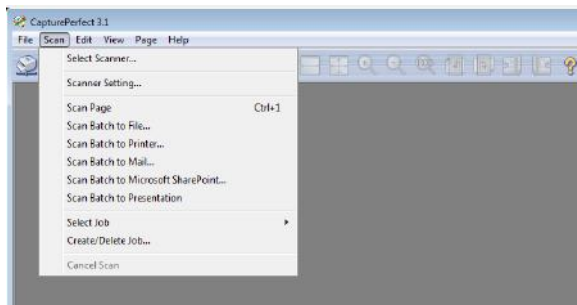 CapturePerfect 3.1
File Scan Edit View Page Help
Select Scanner...
Scanner Setting...
Scan Page Ctrl+1
Scan Batch to File...
Scan Batch to Printer...
Scan Batch to Mail...
Scan Batch to Microsoft SharePoint...
Scan Batch to Presentation
Select Job
Create/Delete Job...
Cancel Scan